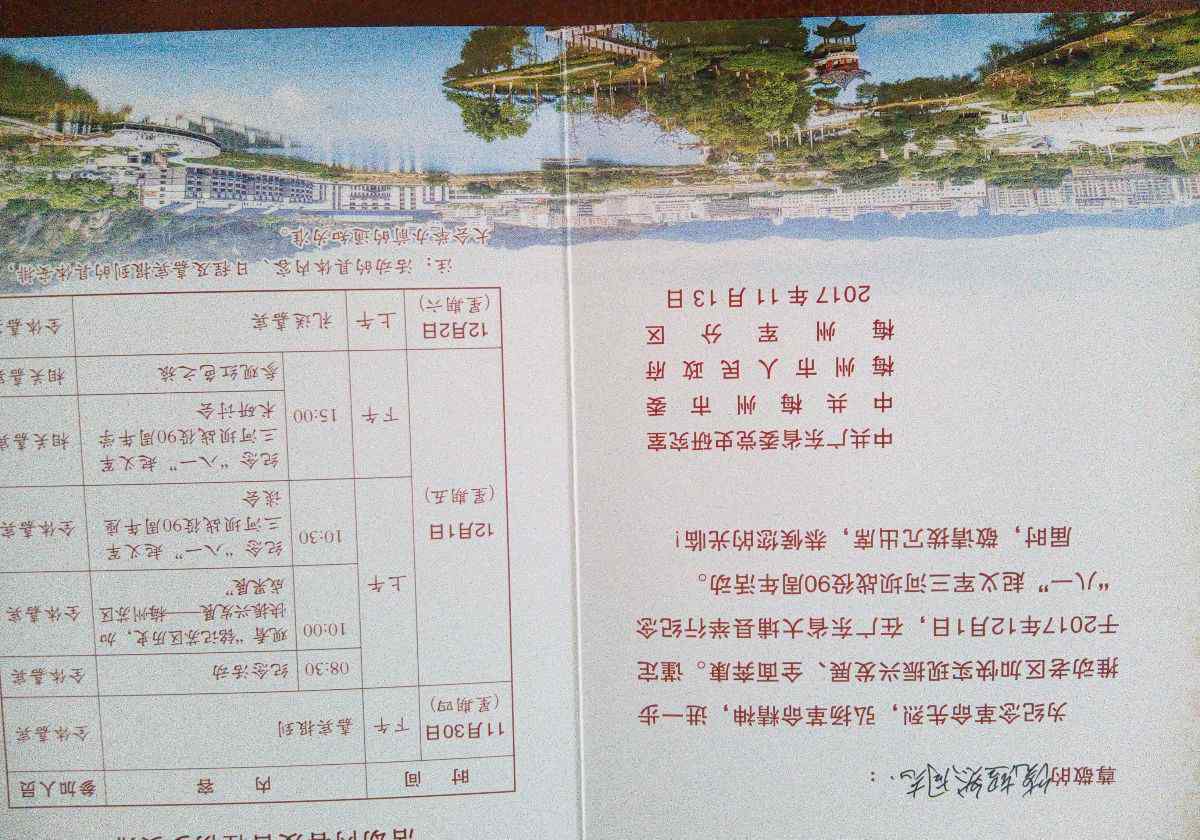 尊敬的 同志：
为纪念革命先烈，弘扬革命精神，进一步
推动老区加快实现振兴发展、全面奔康。谨定
于2017年12月1日，在广东省大埔县举行纪念
“八一”起义军三河坝战役90周年活动。
届时，敬请拨冗出席，恭候您的光临！
中共广东省委党史研究室
中共梅州市委
梅州市人民政府
梅州军分区
2017年11月13日
时间 内容 参加人员
11月30日
（星期四）
下午 嘉宾报到 全体嘉宾
12月1日
（星期五）
上午
08:30 纪念活动 全体嘉宾
10:00 观看“铭记苏区历史，加
快振兴发展——梅州苏区
成果展” 全体嘉宾
10:30 纪念“八一”起义军
三河坝战役90周年座
谈会 全体嘉宾
下午
15:00 纪念“八一”起义军
三河坝战役90周年学
术研讨会 相关嘉宾
参观红色之旅 相关嘉宾
12月2日
（星期六）
上午 礼送嘉宾 全体嘉宾
注：活动的具体内容、日程及嘉宾报到的具体安排，
大会举办前的通知为准。